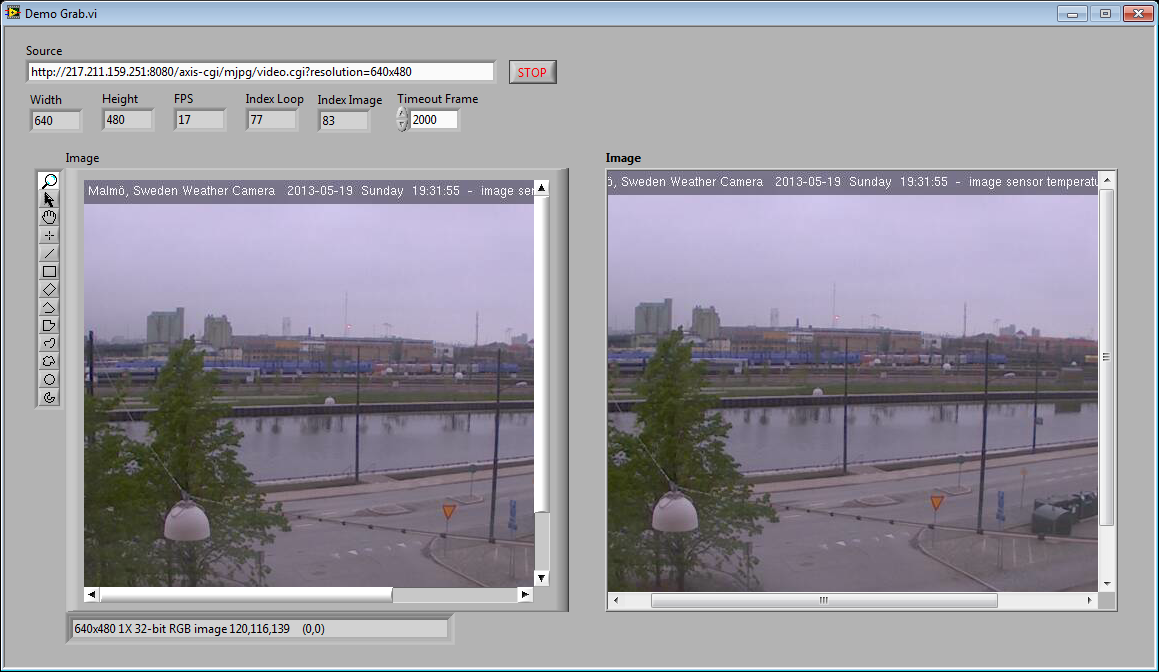 Demo Grab.vi
Source
http://217.211.159.251:8080/axis-cgi/mjpg/video.cgi?resolution=640x480
STOP
Width Height FPS Index Loop Index Image Timeout Frame
640 480 17 77 83 2000
Image
Malmö, Sweden Weather Camera 2013-05-19 Sunday 19:31:55 - image sen
Image
ö, Sweden Weather Camera 2013-05-19 Sunday 19:31:55 - image sensor temperatu
640x480 1X 32-bit RGB image 120,116,139 (0,0)